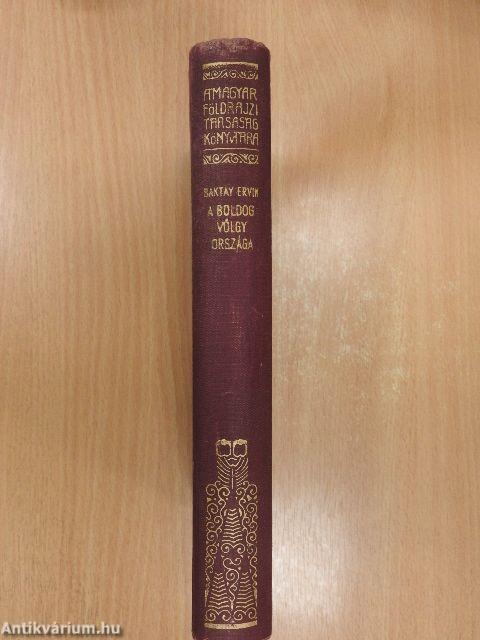 A MAGYAR
FÖLDRAJZI
TÁRSASÁG
KÖNYVTÁRA
BAKTAY ERVIN
A BOLDOG
VÖLGY
ORSZÁGA
Antikvárium.hu